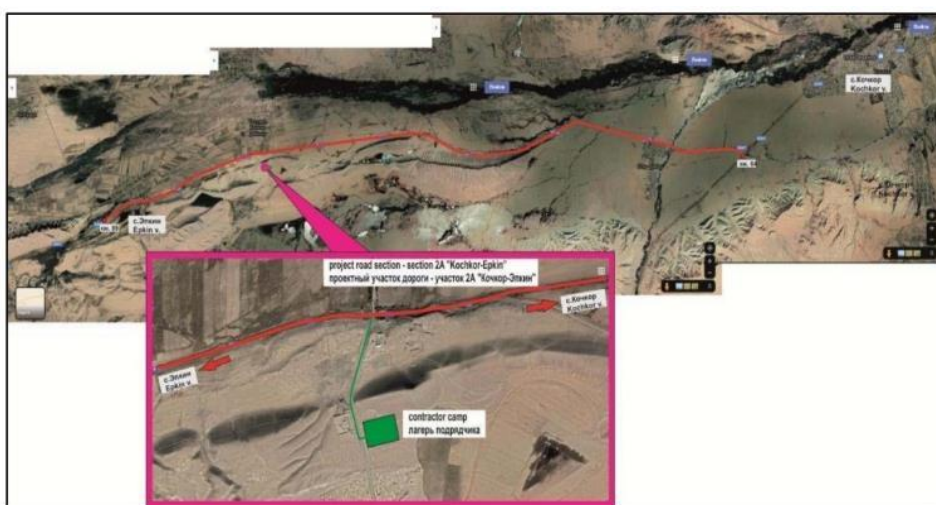 с.Кочкор
Kochkor v.
с.Эпкин
Epkin v.
project road section - section 2A "Kochkor-Epkin"
проектный участок дороги - участок 2А "Кочкор-Эпкин"
с.Кочкор
Kochkor v.
с.Эпкин
Epkin v.
contractor camp
лагерь подрядчика